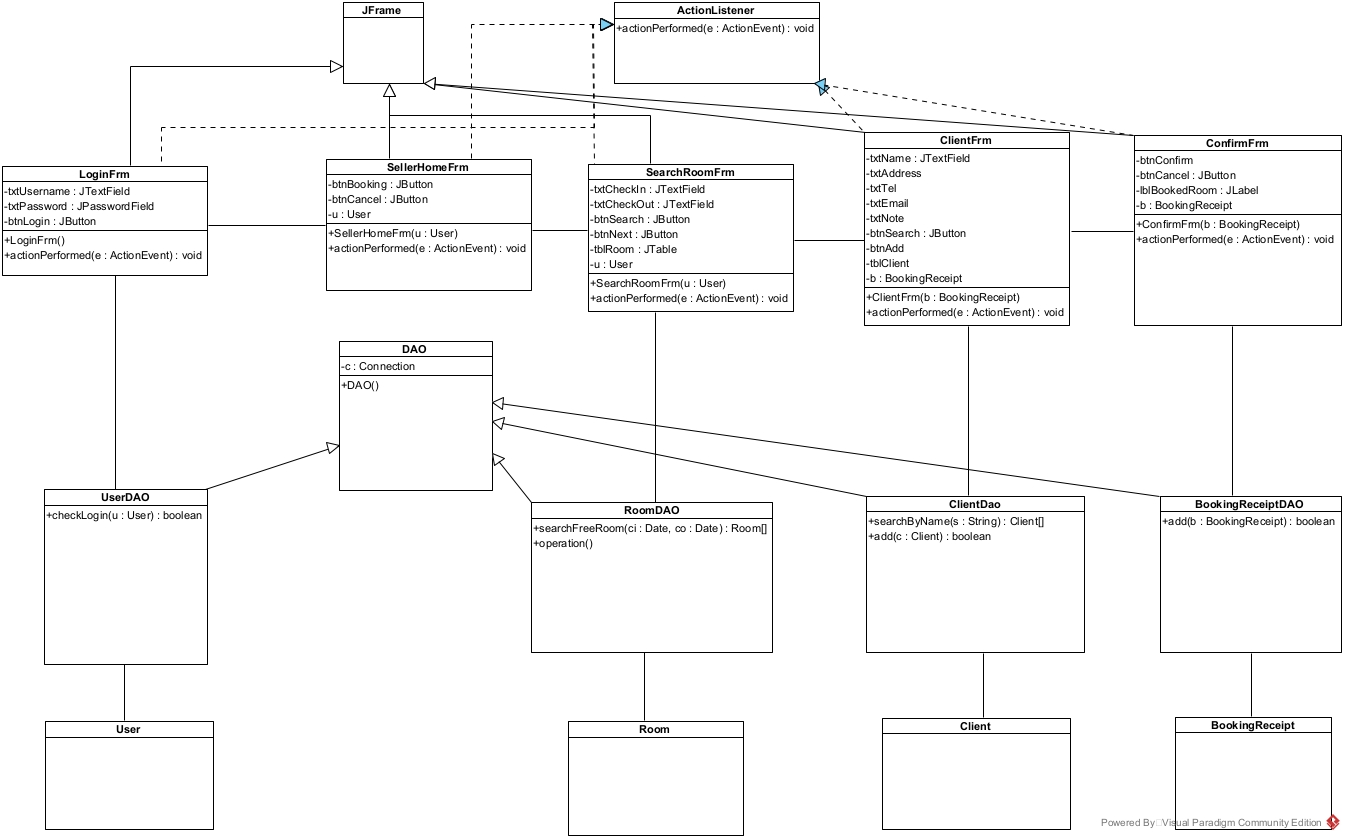 JFrame
ActionListener
+actionPerformed(e : ActionEvent) : void
LoginFrm
-txtUsername : JTextField
-txtPassword : JPasswordField
-btnLogin : JButton
+LoginFrm()
+actionPerformed(e : ActionEvent) : void
SellerHomeFrm
-btnBooking : JButton
-btnCancel : JButton
-u : User
+SellerHomeFrm(u : User)
+actionPerformed(e : ActionEvent) : void
SearchRoomFrm
-txtCheckIn : JTextField
-txtCheckOut : JTextField
-btnSearch : JButton
-btnNext : JButton
-tblRoom : JTable
-u : User
+SearchRoomFrm(u : User)
+actionPerformed(e : ActionEvent) : void
ClientFrm
-txtName : JTextField
-txtAddress
-txtTel
-txtEmail
-txtNote
-btnSearch : JButton
-btnAdd
-tblClient
-b : BookingReceipt
+ClientFrm(b : BookingReceipt)
+actionPerformed(e : ActionEvent) : void
ConfirmFrm
-btnConfirm
-btnCancel : JButton
-lblBookedRoom : JLabel
-b : BookingReceipt
+ConfirmFrm(b : BookingReceipt)
+actionPerformed(e : ActionEvent) : void
DAO
-c : Connection
+DAO()
UserDAO
+checkLogin(u : User) : boolean
RoomDAO
+searchFreeRoom(ci : Date, co : Date) : Room[]
+operation()
ClientDao
+searchByName(s : String) : Client[]
+add(c : Client) : boolean
BookingReceiptDAO
+add(b : BookingReceipt) : boolean
User
Room
Client
BookingReceipt
Powered By Visual Paradigm Community Edition